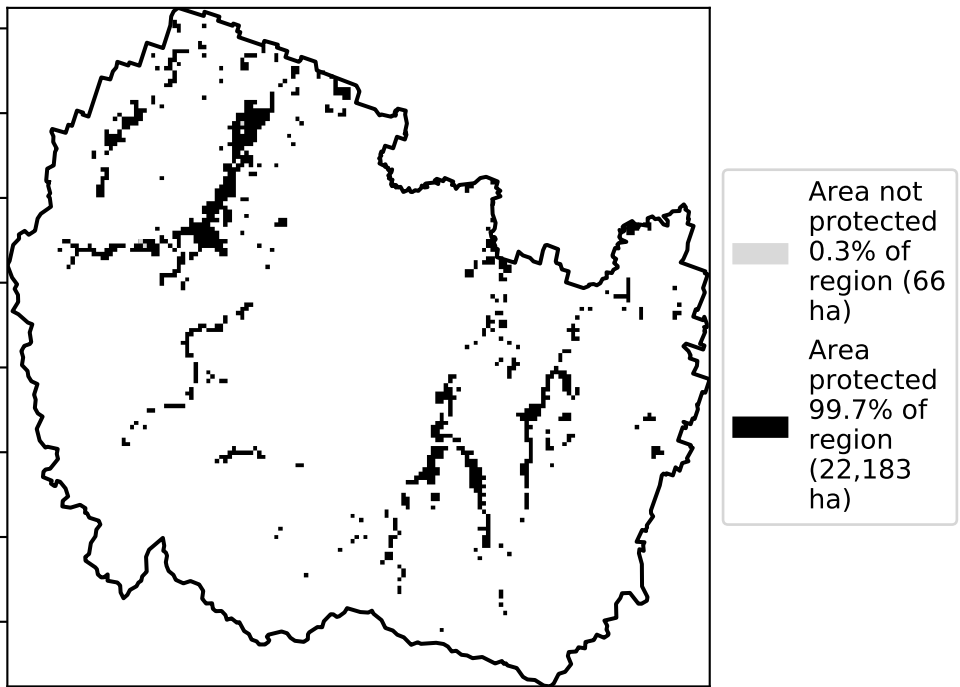 Area not
protected
0.3% of
region (66
ha)
Area
protected
99.7% of
region
(22,183
ha)